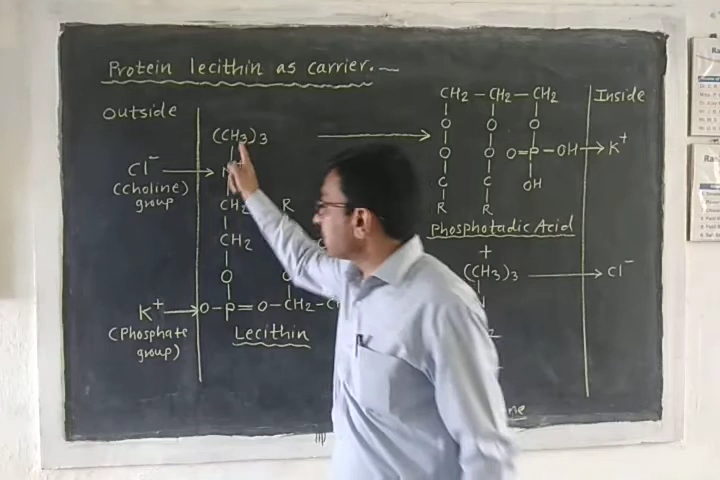 Protein lecithin as carrier.
Outside
Inside
(CH3)3
Cl-
(Choline)
group
CH2
CH2
O
K+
O-P=O-CH2-
(Phosphate
group)
Lecithin
CH2-CH2-CH2
O O O
O O O=P-OH
K+
C C OH
R R
R
O
Phosphotadic Acid
+
(CH3)3
Cl-